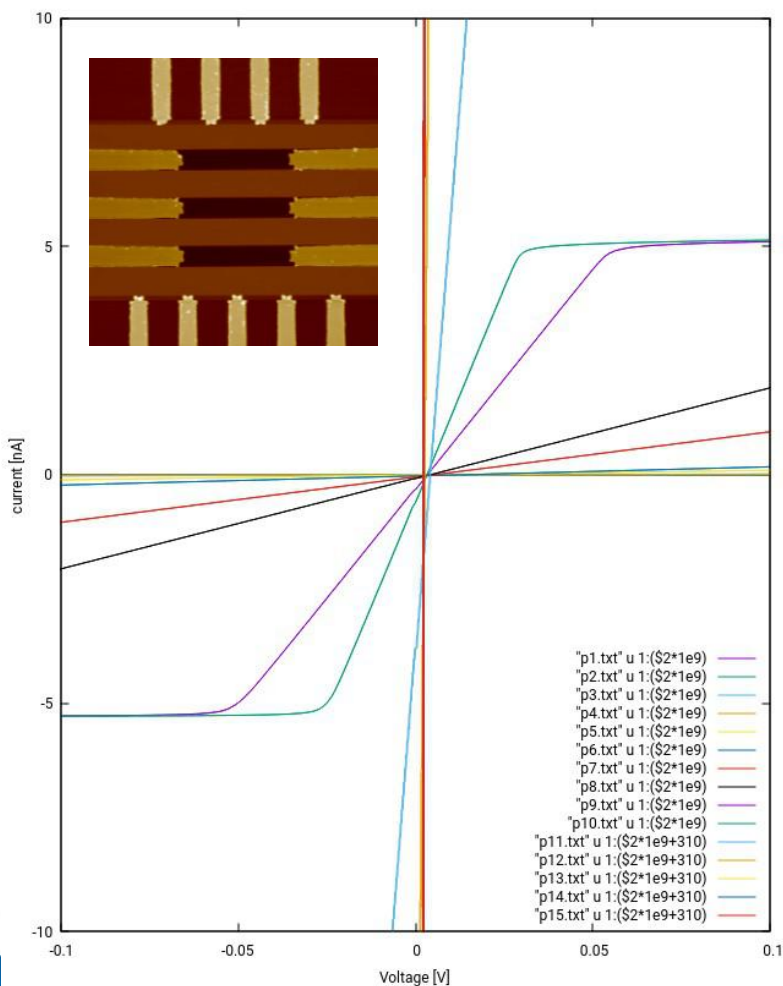 10
5
0
-5
-10
current [nA]
"p1.txt" u 1:($2*1e9)
"p2.txt" u 1:($2*1e9)
"p3.txt" u 1:($2*1e9)
"p4.txt" u 1:($2*1e9)
"p5.txt" u 1:($2*1e9)
"p6.txt" u 1:($2*1e9)
"p7.txt" u 1:($2*1e9)
"p8.txt" u 1:($2*1e9)
"p9.txt" u 1:($2*1e9)
"p10.txt" u 1:($2*1e9)
"p11.txt" u 1:($2*1e9+310)
"p12.txt" u 1:($2*1e9+310)
"p13.txt" u 1:($2*1e9+310)
"p14.txt" u 1:($2*1e9+310)
"p15.txt" u 1:($2*1e9+310)
-0.1 -0.05 0 0.05 0.1
Voltage [V]